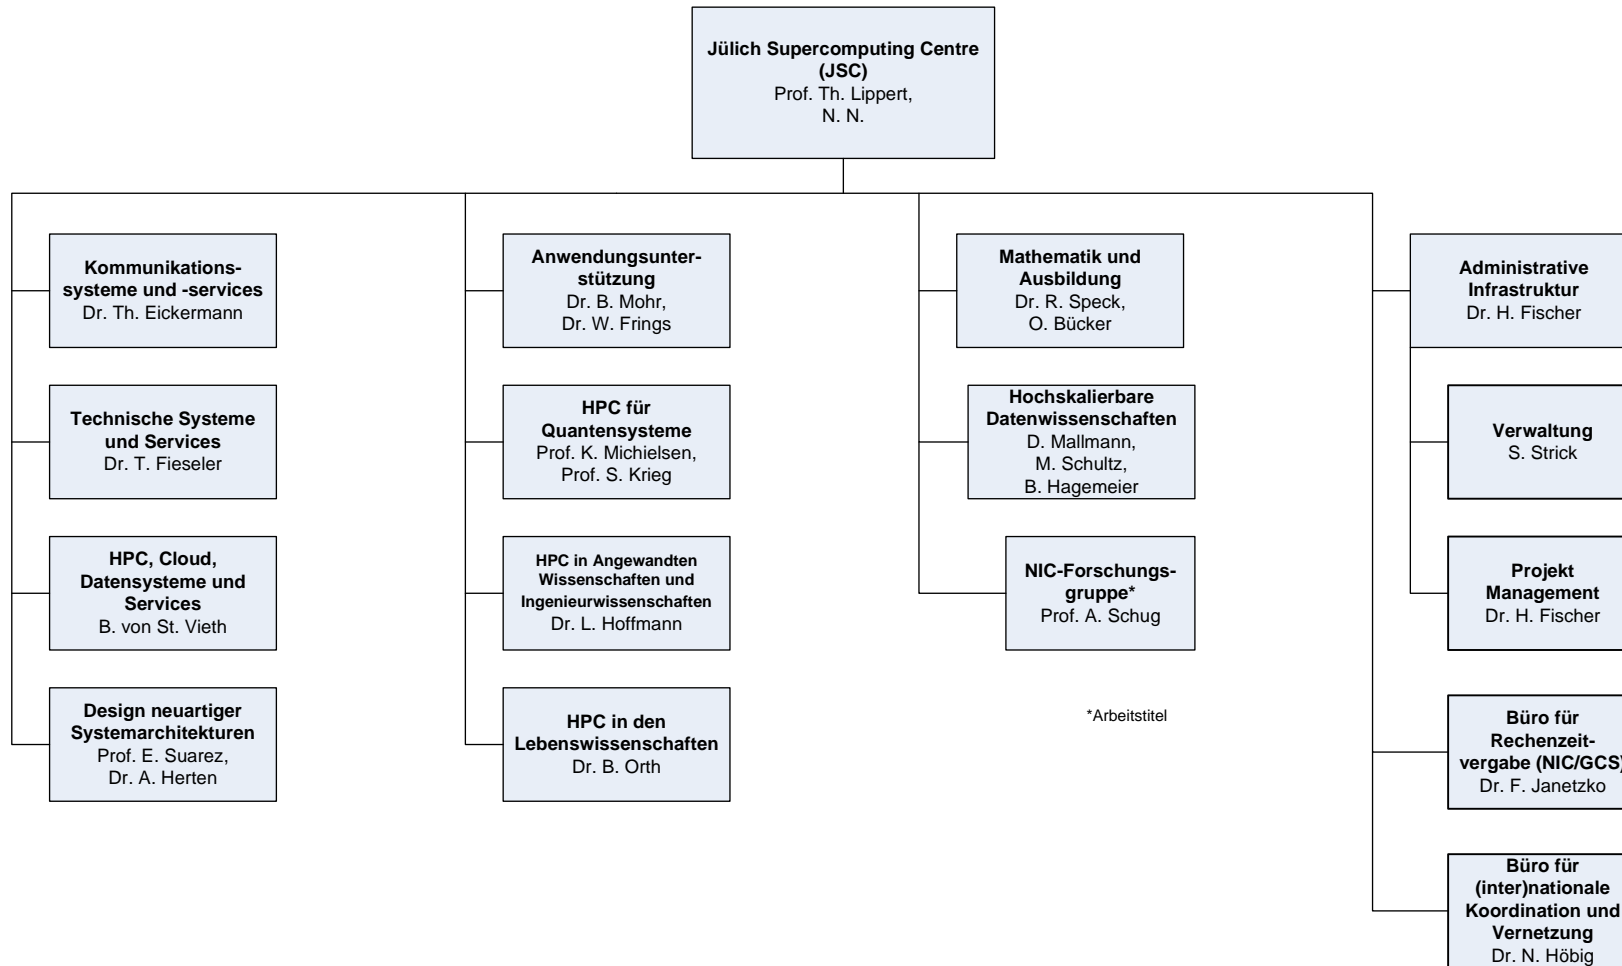 Jülich Supercomputing Centre
(JSC)
Prof. Th. Lippert,
N. N.
Kommunikations-
systeme und -services
Dr. Th. Eickermann
Technische Systeme
und Services
Dr. T. Fieseler
HPC, Cloud,
Datensysteme und
Services
B. von St. Vieth
Design neuartiger
Systemarchitekturen
Prof. E. Suarez,
Dr. A. Herten
Anwendungsunter-
stützung
Dr. B. Mohr,
Dr. W. Frings
HPC für
Quantensysteme
Prof. K. Michielsen,
Prof. S. Krieg
HPC in Angewandten
Wissenschaften und
Ingenieurwissenschaften
Dr. L. Hoffmann
HPC in den
Lebenswissenschaften
Dr. B. Orth
Mathematik und
Ausbildung
Dr. R. Speck,
O. Bücker
Hochskalierbare
Datenwissenschaften
D. Mallmann,
M. Schultz,
B. Hagemeier
NIC-Forschungs-
gruppe*
Prof. A. Schug
*Arbeitstitel
Administrative
Infrastruktur
Dr. H. Fischer
Verwaltung
S. Strick
Projekt
Management
Dr. H. Fischer
Büro für
Rechenzeit-
vergabe (NIC/GCS)
Dr. F. Janetzko
Büro für
(inter)nationale
Koordination und
Vernetzung
Dr. N. Höbig